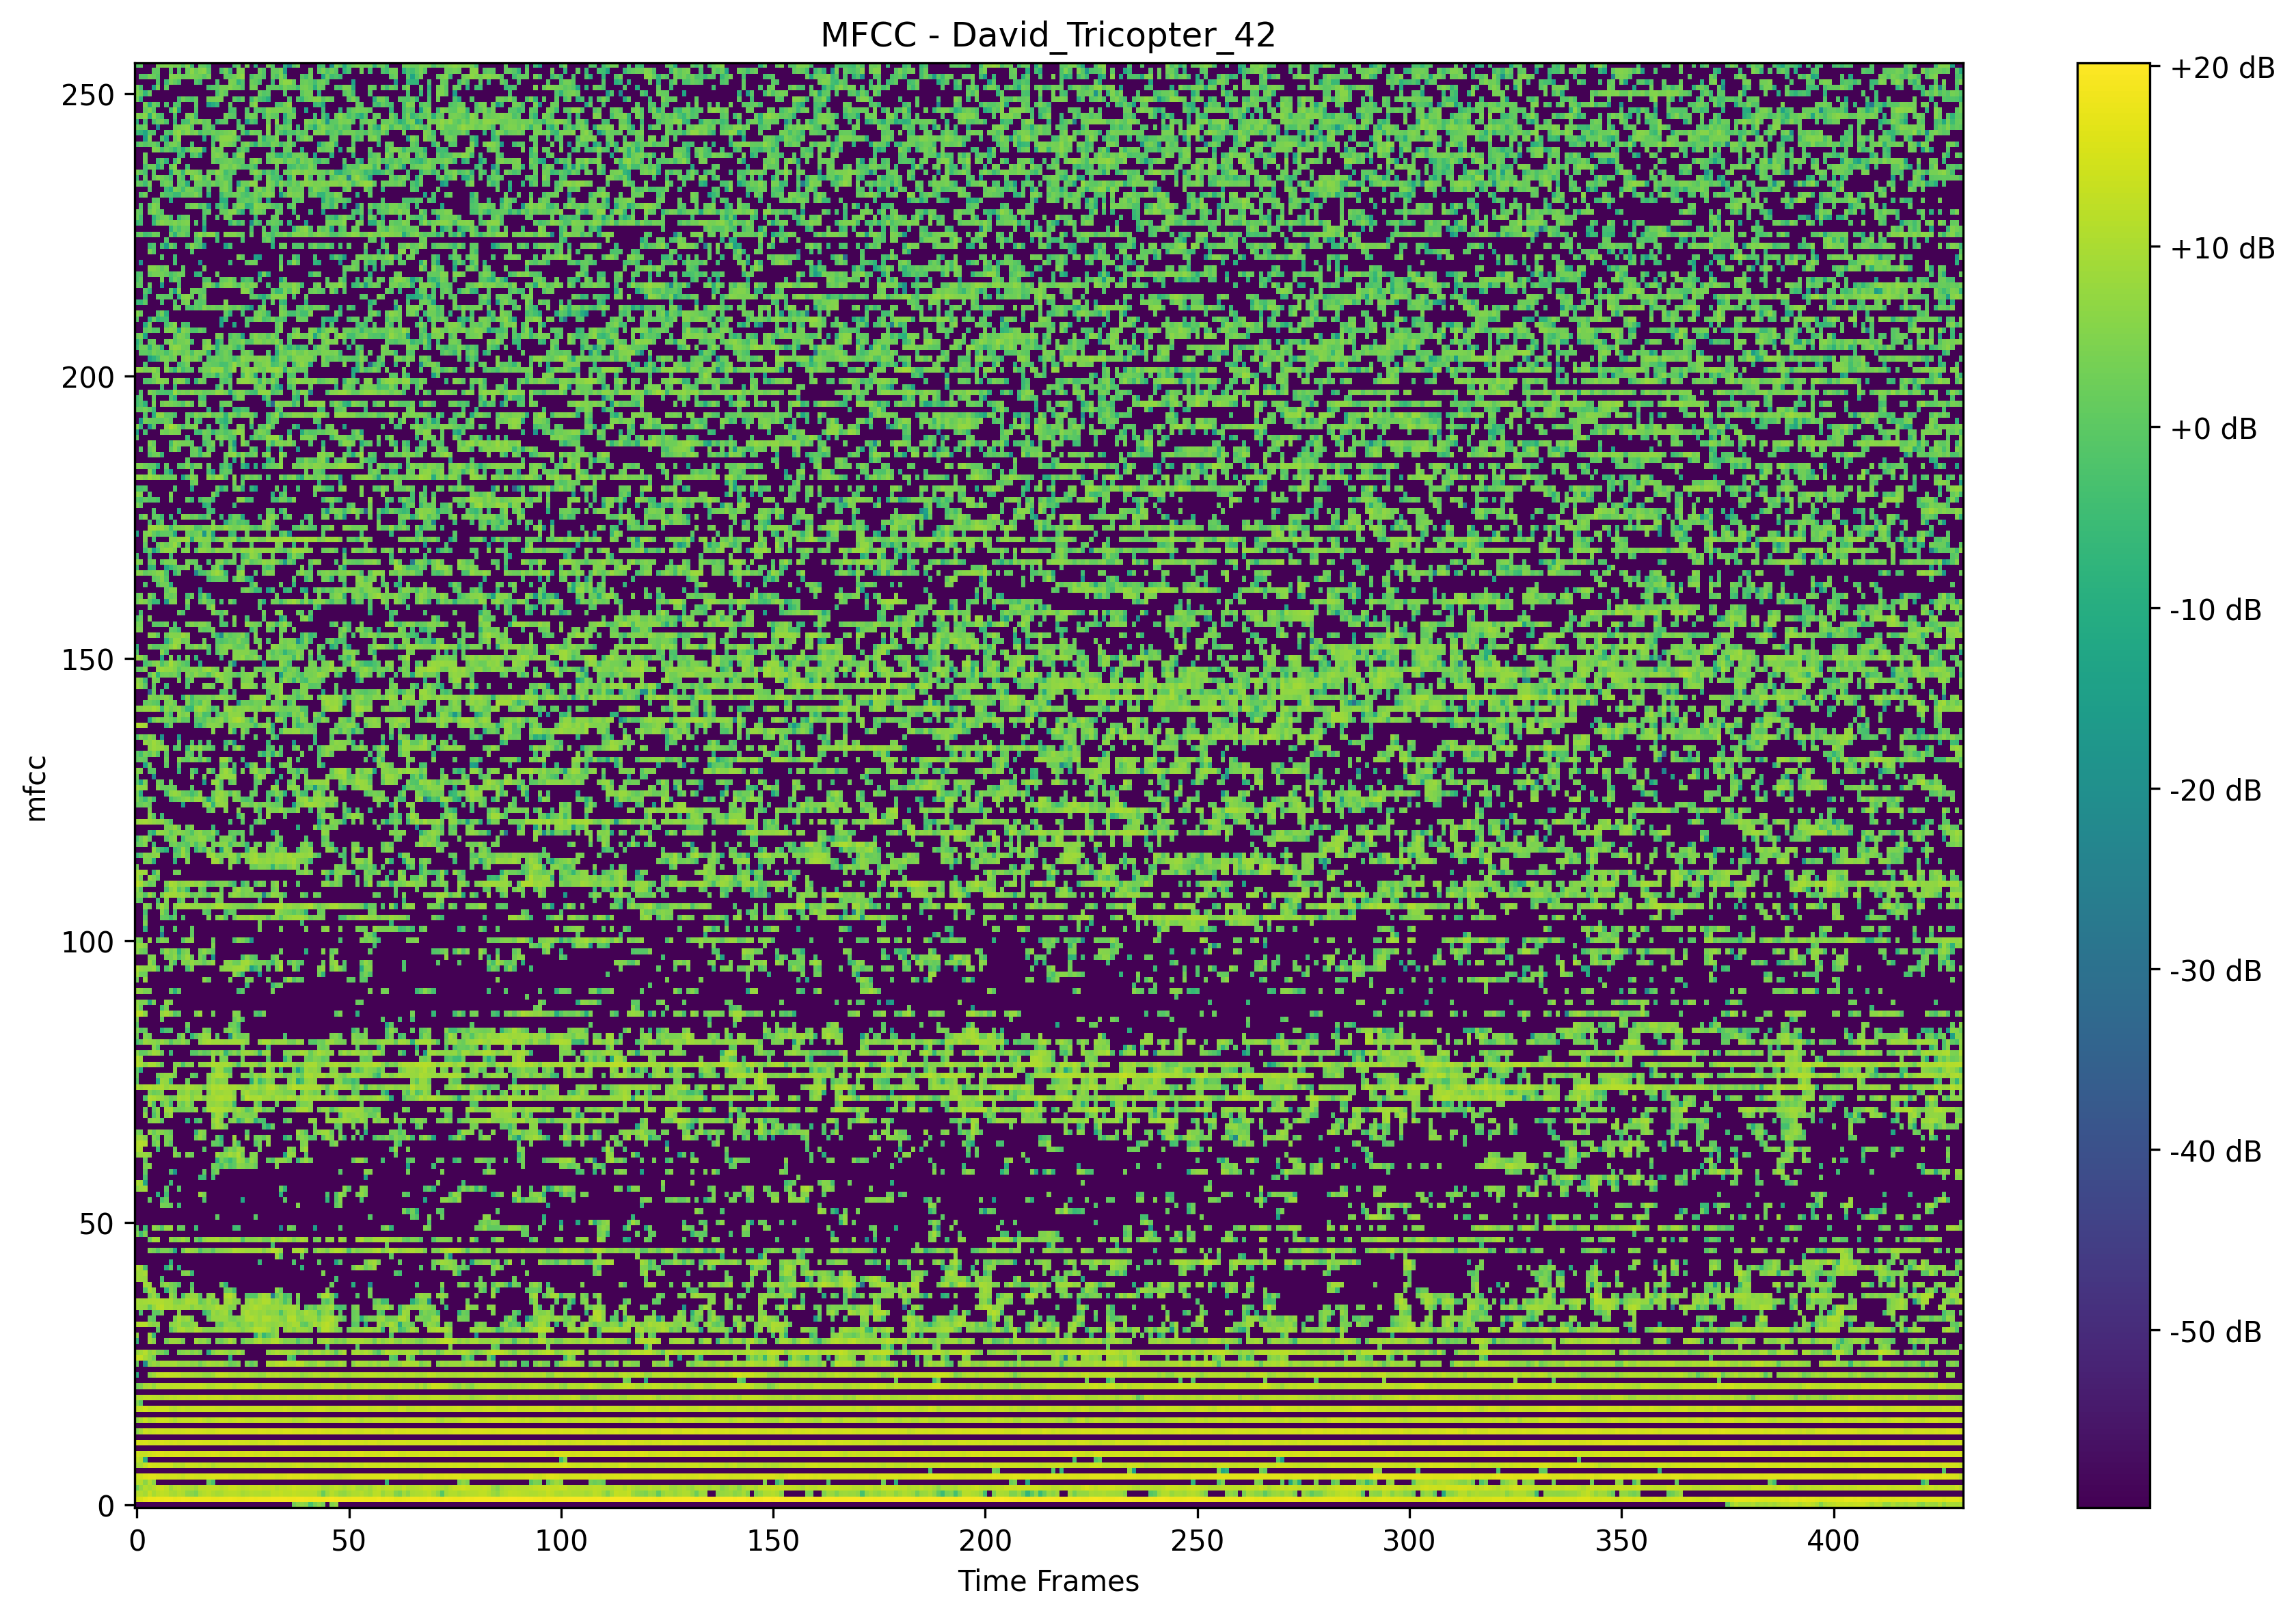 MFCC - David_Tricopter_42
250
200
150
100
50
0
mfcc
0 50 100 150 200 250 300 350 400
Time Frames
+20 dB
+10 dB
+0 dB
-10 dB
-20 dB
-30 dB
-40 dB
-50 dB